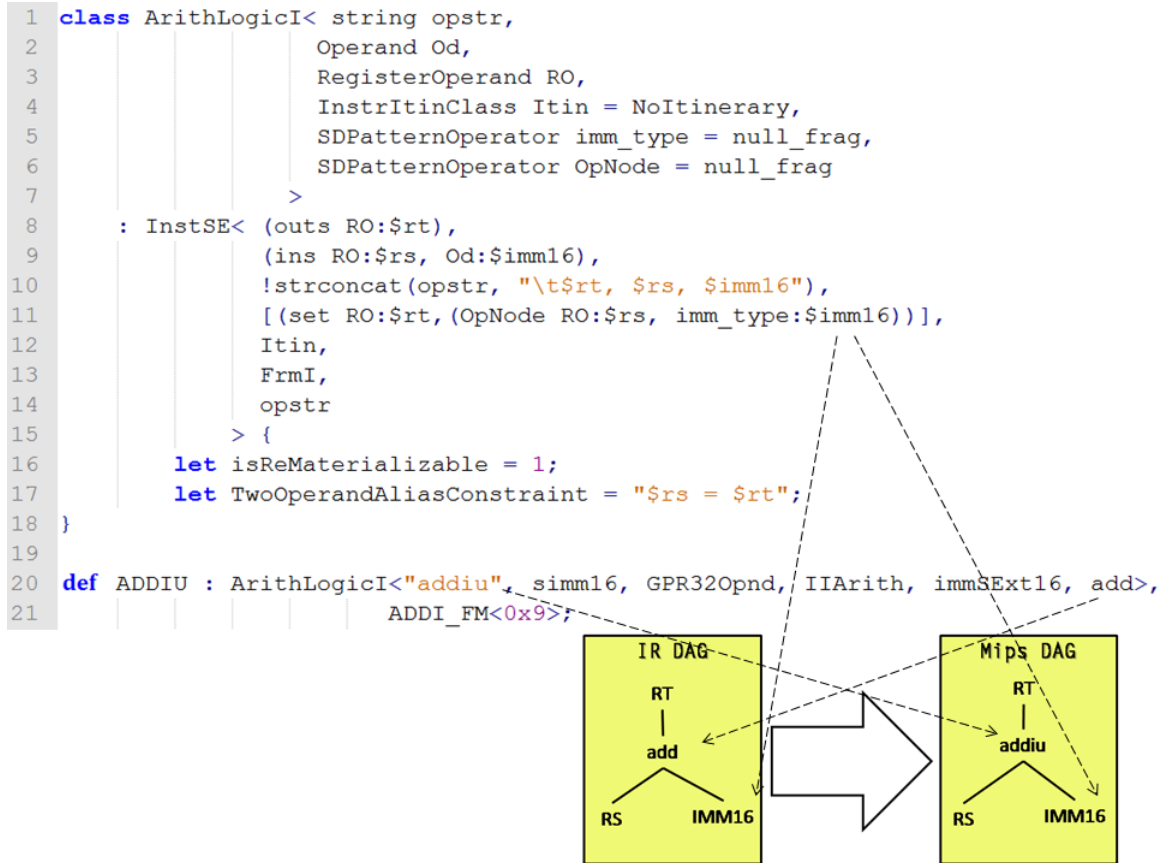 1 class ArithLogicI< string opstr,
2 Operand Od,
3 RegisterOperand RO,
4 InstrItinClass Itin = NoItinerary,
5 SDPatternOperator imm_type = null_frag,
6 SDPatternOperator OpNode = null_frag
7 >
8 : InstSE< (outs RO:$rt),
9 (ins RO:$rs, Od:$imm16),
10 !strconcat(opstr, "\t$rt, $rs, $imm16"),
11 [(set RO:$rt,(OpNode RO:$rs, imm_type:$imm16))],
12 Itin,
13 FrmI,
14 opstr
15 > {
16 let isReMaterializable = 1;
17 let TwoOperandAliasConstraint = "$rs = $rt";
18 }
19
20 def ADDIU : ArithLogicI<"addiu", simm16, GPR32Opnd, IIArith, immSExt16, add>,
21 ADDI_FM<0x9>;
IR DAG
RT
add
RS IMM16
Mips DAG
RT
addiu
RS IMM16